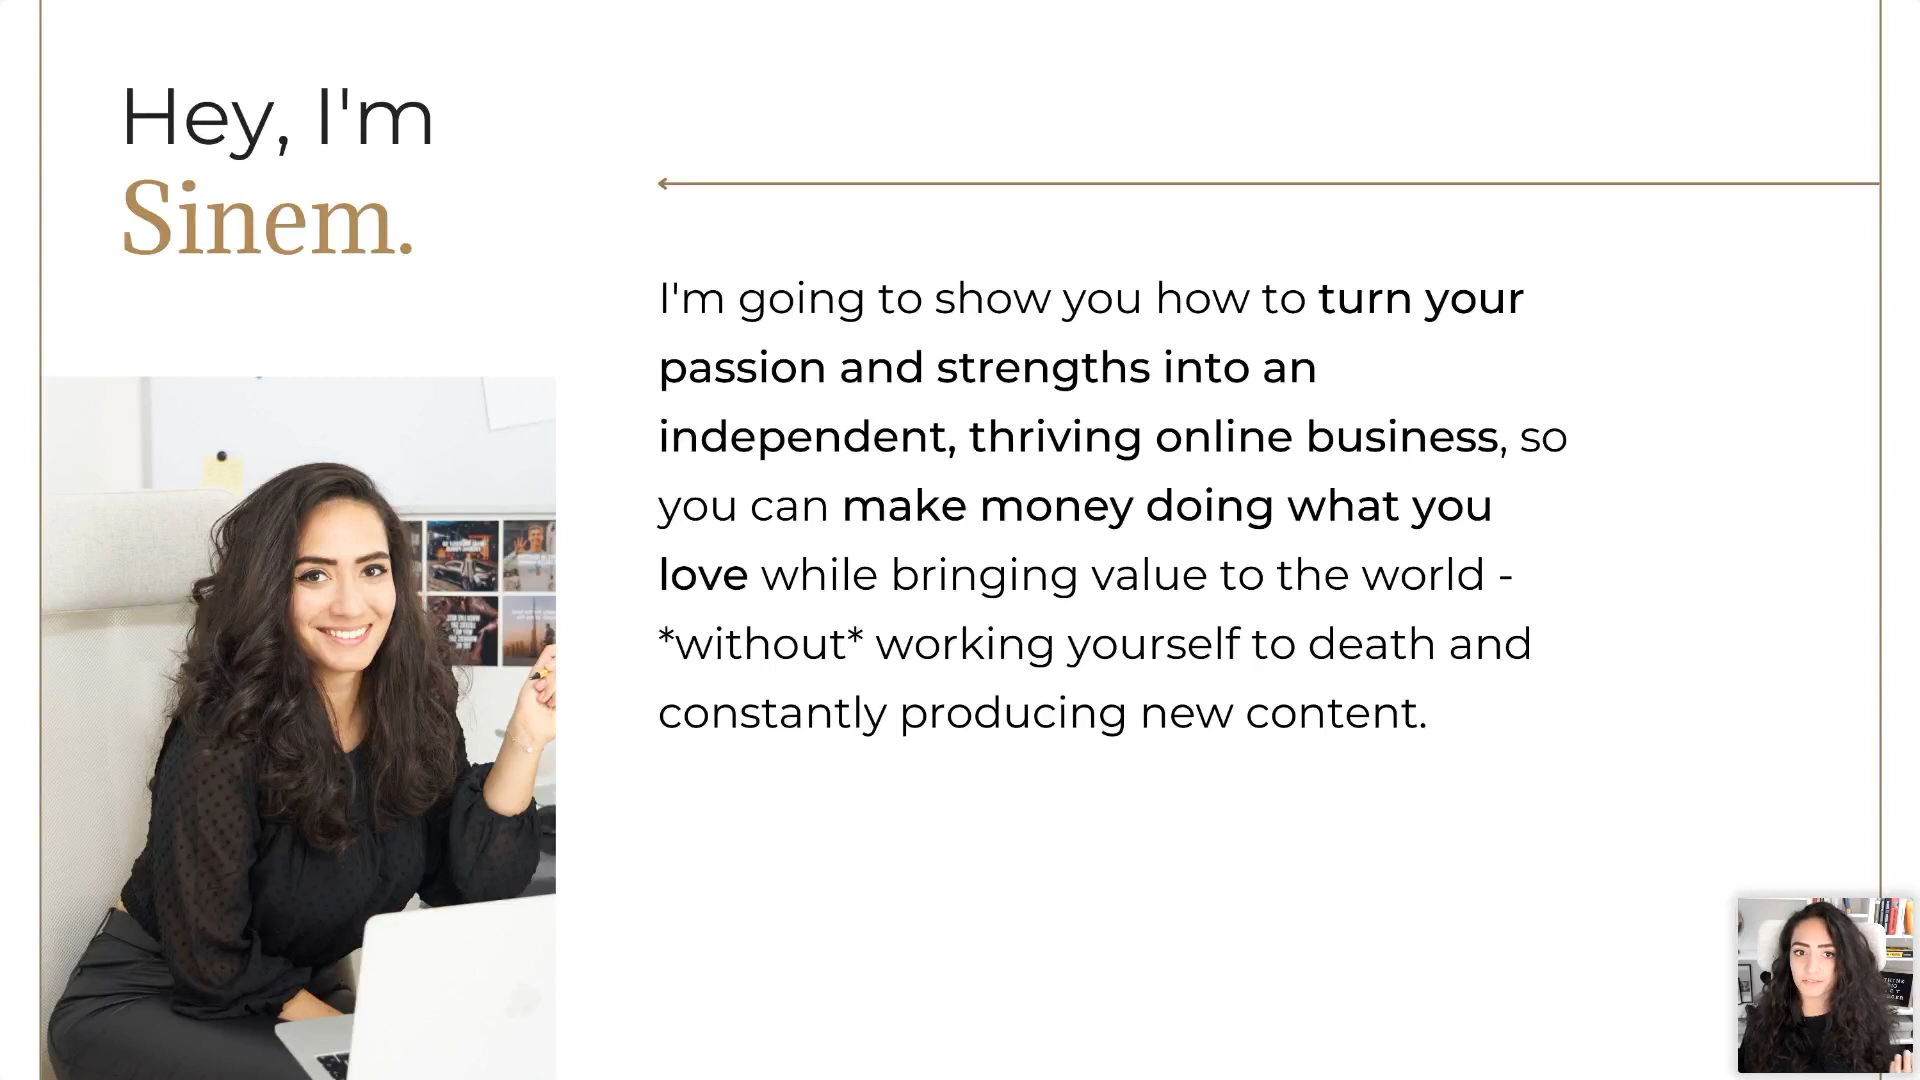 Hey, I'm
Sinem.
I'm going to show you how to turn your
passion and strengths into an
independent, thriving online business, so
you can make money doing what you
love while bringing value to the world -
*without* working yourself to death and
constantly producing new content.